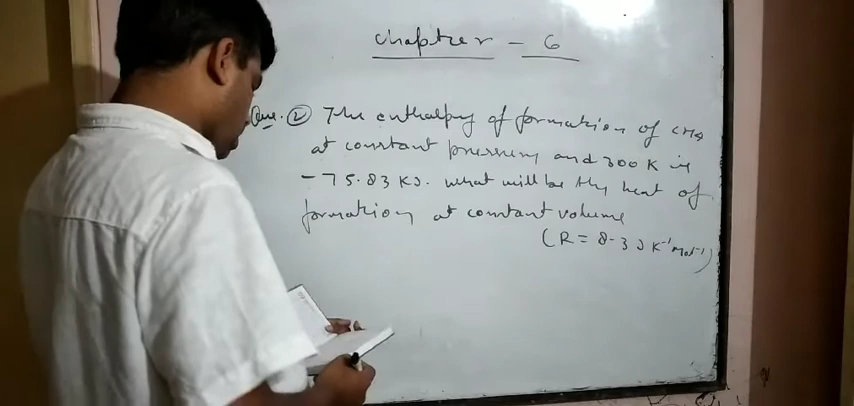 Chapter - 6
Que. 2 The enthalpy of formation of CH4
at constant pressure and 300 K is
-75.83 KJ. what will be the heat of
formation at constant volume
(R = 8.3 J K⁻¹ mol⁻¹)